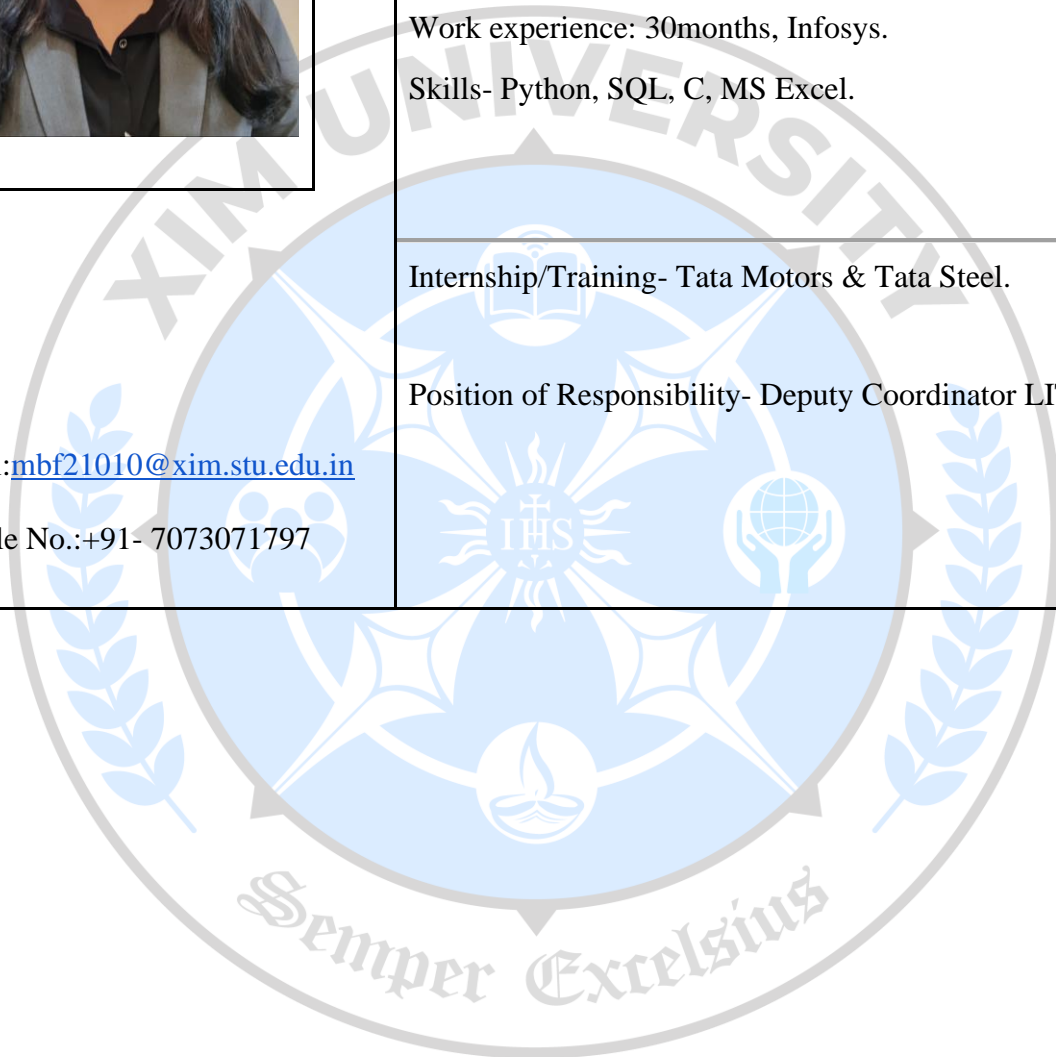 Work experience: 30months, Infosys.
Skills- Python, SQL, C, MS Excel.
XIM UNIVERSITY
Internship/Training- Tata Motors & Tata Steel.
Position of Responsibility- Deputy Coordinator
:mbf21010@xim.stu.edu.in
No.:+91- 7073071797
IHS
Semper Excelsius